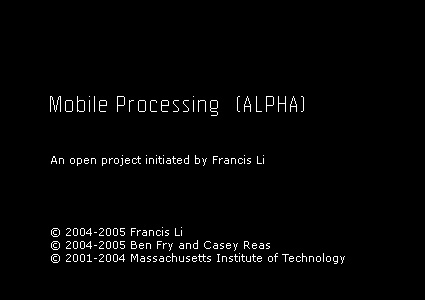 Mobile Processing (ALPHA)
An open project initiated by Francis Li
© 2004-2005 Francis Li
© 2004-2005 Ben Fry and Casey Reas
© 2001-2004 Massachusetts Institute of Technology